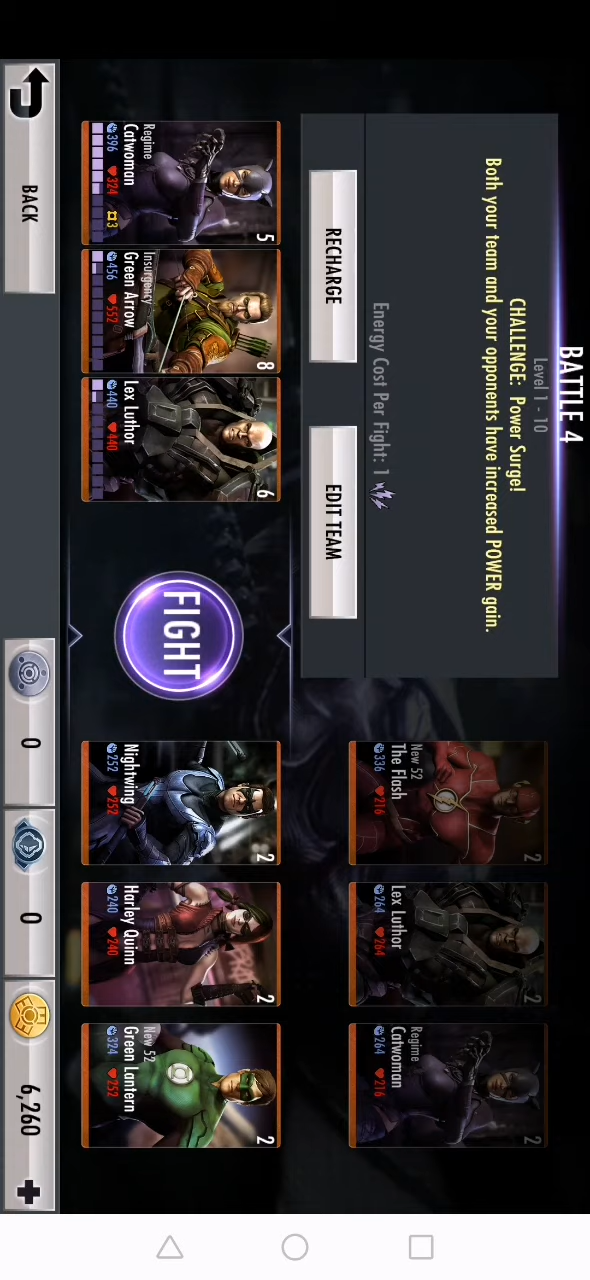 BATTLE 4
Level 1 - 10
CHALLENGE: Power Surge!
Both your team and your opponents have increased POWER gain.
Energy Cost Per Fight: 1
RECHARGE
EDIT TEAM
New 52
The Flash
336 216
2
Lex Luthor
264 264
2
Regime
Catwoman
264 216
2
Regime
Catwoman
396 324 3
5
Insurgency
Green Arrow
456 552
8
Lex Luthor
440 440
6
FIGHT
Nightwing
252 252
2
Harley Quinn
240 240
2
New 52
Green Lantern
324 252
2
BACK
0
0
6,260